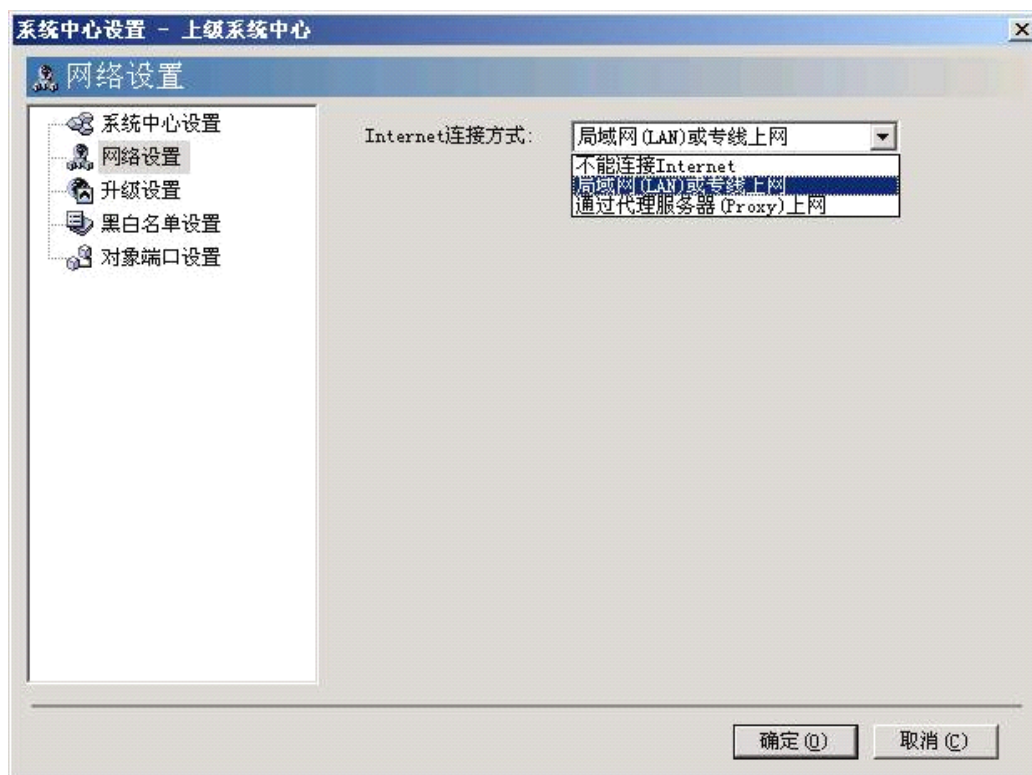 系统中心设置 - 上级系统中心
网络设置
系统中心设置
网络设置
升级设置
黑白名单设置
对象端口设置
Internet连接方式:
局域网(LAN)或专线上网
不能连接Internet
局域网(LAN)或专线上网
通过代理服务器(Proxy)上网
确定(O)
取消(C)